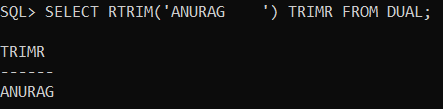 SQL> SELECT RTRIM('ANURAG    ') TRIMR FROM DUAL;
TRIMR
------
ANURAG